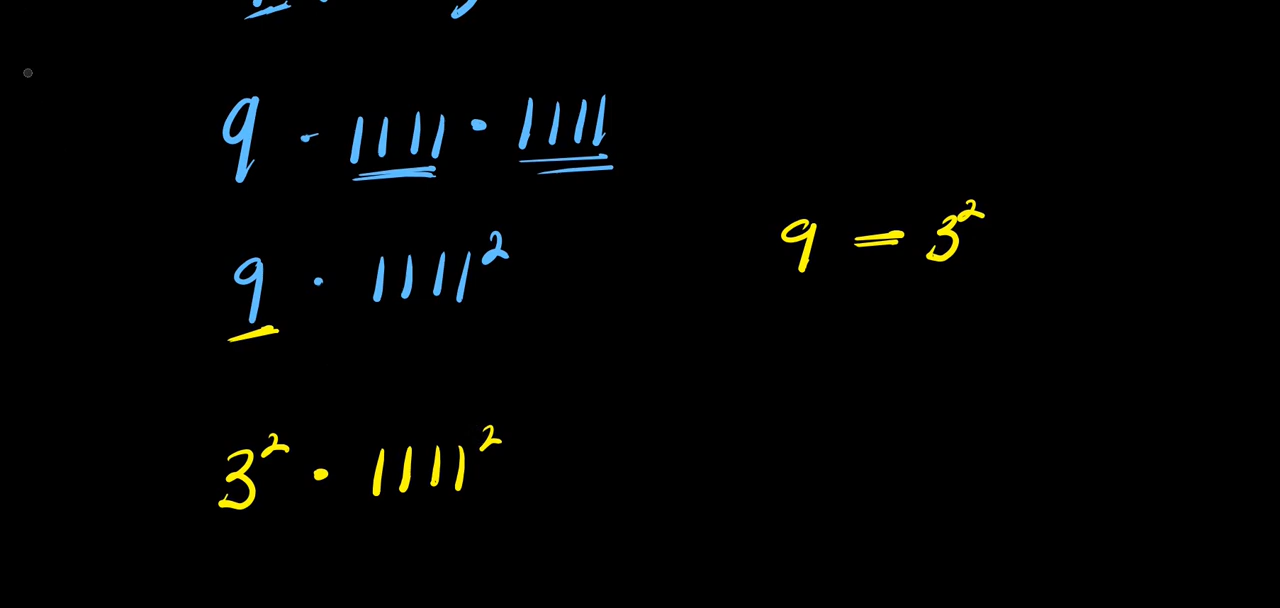 9 · 1111 · 1111
9 · 1111²
9 = 3²
3² · 1111²